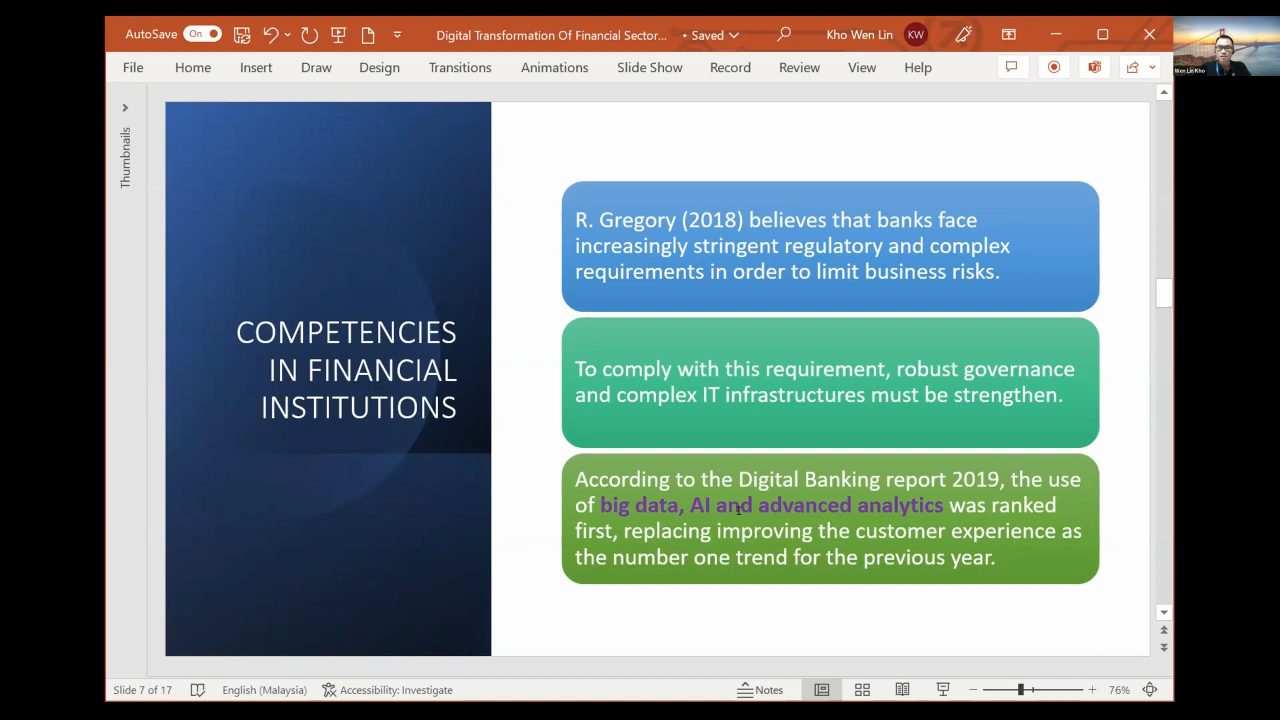 AutoSave On Digital Transformation Of Financial Sector... • Saved Kho Wen Lin KW
File Home Insert Draw Design Transitions Animations Slide Show Record Review View Help
Wen Lin Kho
Thumbnails
COMPETENCIES
IN FINANCIAL
INSTITUTIONS
R. Gregory (2018) believes that banks face
increasingly stringent regulatory and complex
requirements in order to limit business risks.
To comply with this requirement, robust governance
and complex IT infrastructures must be strengthen.
According to the Digital Banking report 2019, the use
of big data, AI and advanced analytics was ranked
first, replacing improving the customer experience as
the number one trend for the previous year.
Slide 7 of 17 English (Malaysia) Accessibility: Investigate Notes 76%